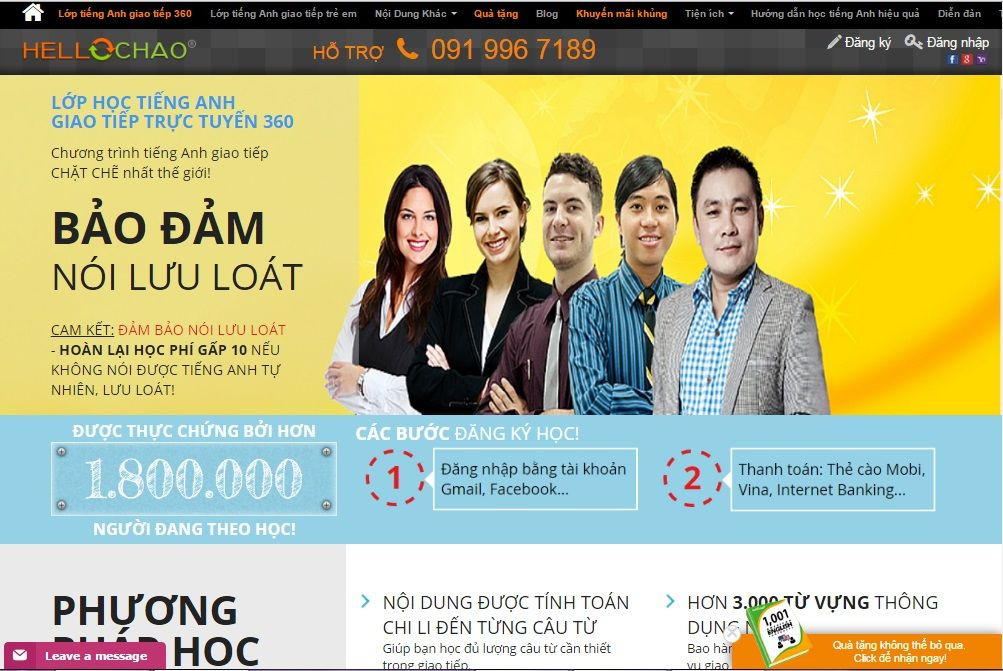 Lớp tiếng Anh giao tiếp 360 Lớp tiếng Anh giao tiếp trẻ em Nội Dung Khác Quà tặng Blog Khuyến mãi khủng Tiện ích Hướng dẫn học tiếng Anh hiệu quả Diễn đàn
HELLO CHAO® HỖ TRỢ 091 996 7189 Đăng ký Đăng nhập
LỚP HỌC TIẾNG ANH
GIAO TIẾP TRỰC TUYẾN 360
Chương trình tiếng Anh giao tiếp
CHẶT CHẼ nhất thế giới!
BẢO ĐẢM
NÓI LƯU LOÁT
CAM KẾT: ĐẢM BẢO NÓI LƯU LOÁT
- HOÀN LẠI HỌC PHÍ GẤP 10 NẾU
KHÔNG NÓI ĐƯỢC TIẾNG ANH TỰ
NHIÊN, LƯU LOÁT!
ĐƯỢC THỰC CHỨNG BỞI HƠN
1.800.000
NGƯỜI ĐANG THEO HỌC!
CÁC BƯỚC ĐĂNG KÝ HỌC!
1
Đăng nhập bằng tài khoản
Gmail, Facebook...
2
Thanh toán: Thẻ cào Mobi,
Vina, Internet Banking...
PHƯƠNG
PHÁP HỌC
NỘI DUNG ĐƯỢC TÍNH TOÁN
CHI LI ĐẾN TỪNG CÂU TỪ
Giúp bạn học đủ lượng câu từ cần thiết
trong giao tiếp.
HƠN 3.000 TỪ VỰNG THÔNG
DỤNG
Bao
vụ giao
1,001
Quà tặng không thể bỏ qua.
Click để nhận ngay!
Leave a message